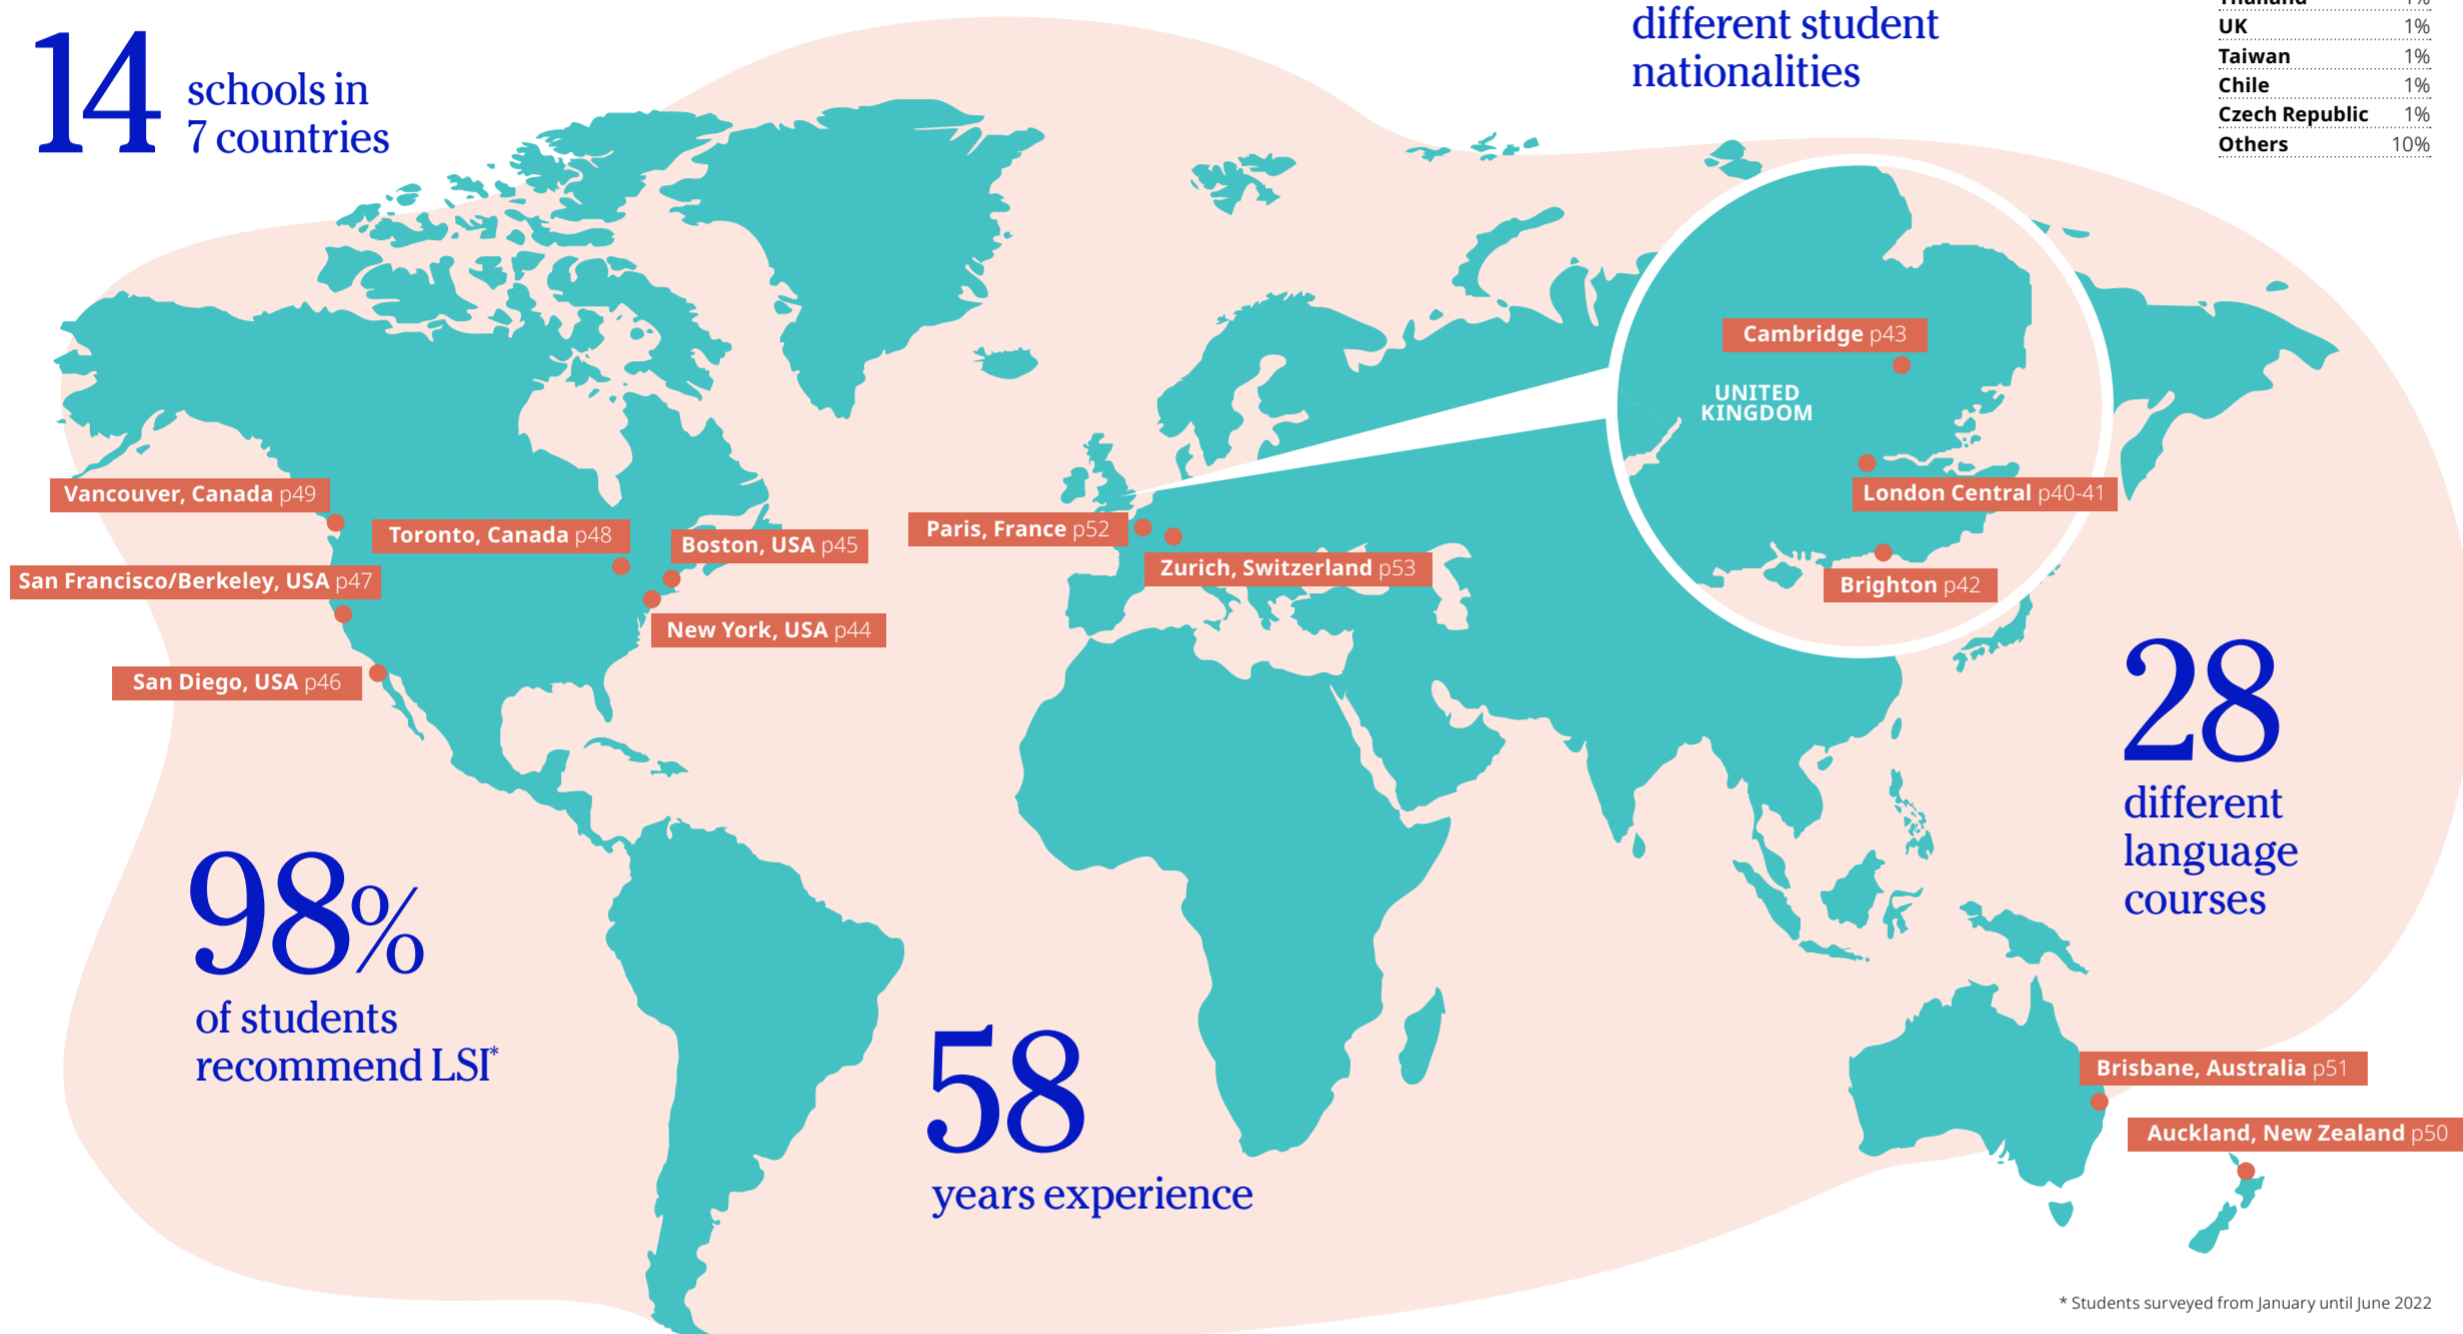 14
schools in
7 countries
different student
nationalities
Thailand 1%
UK 1%
Taiwan 1%
Chile 1%
Czech Republic 1%
Others 10%
Cambridge p43
UNITED
KINGDOM
London Central p40-41
Brighton p42
Vancouver, Canada p49
Toronto, Canada p48
Boston, USA p45
San Francisco/Berkeley, USA p47
New York, USA p44
San Diego, USA p46
Paris, France p52
Zurich, Switzerland p53
28
different
language
courses
98%
of students
recommend LSI*
58
years experience
Brisbane, Australia p51
Auckland, New Zealand p50
* Students surveyed from January until June 2022